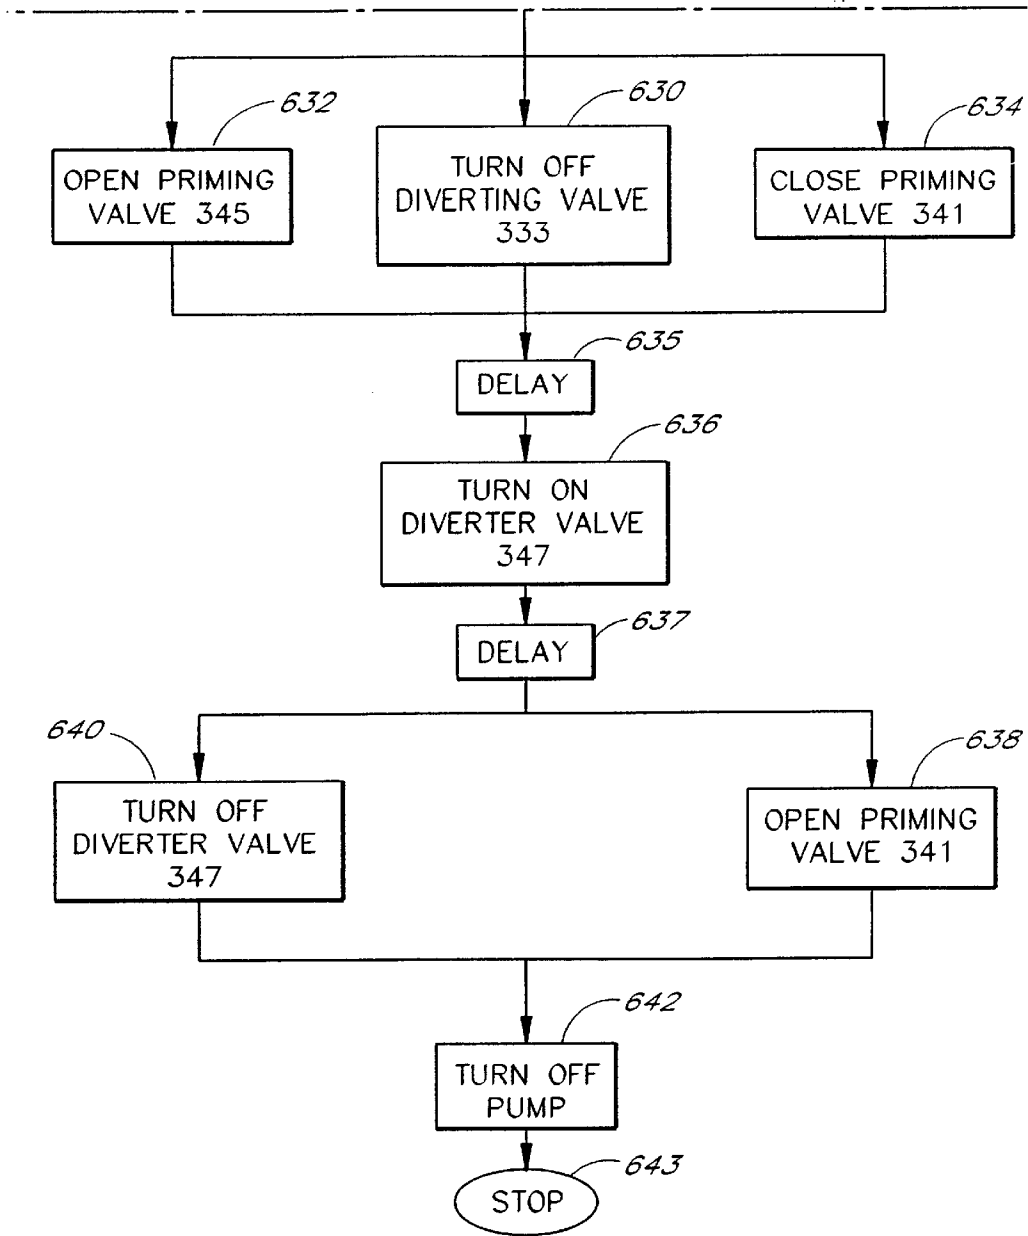 632
630
634
OPEN PRIMING
VALVE 345
TURN OFF
DIVERTING VALVE
333
CLOSE PRIMING
VALVE 341
635
DELAY
636
TURN ON
DIVERTER VALVE
347
637
DELAY
640
638
TURN OFF
DIVERTER VALVE
347
OPEN PRIMING
VALVE 341
642
TURN OFF
PUMP
643
STOP